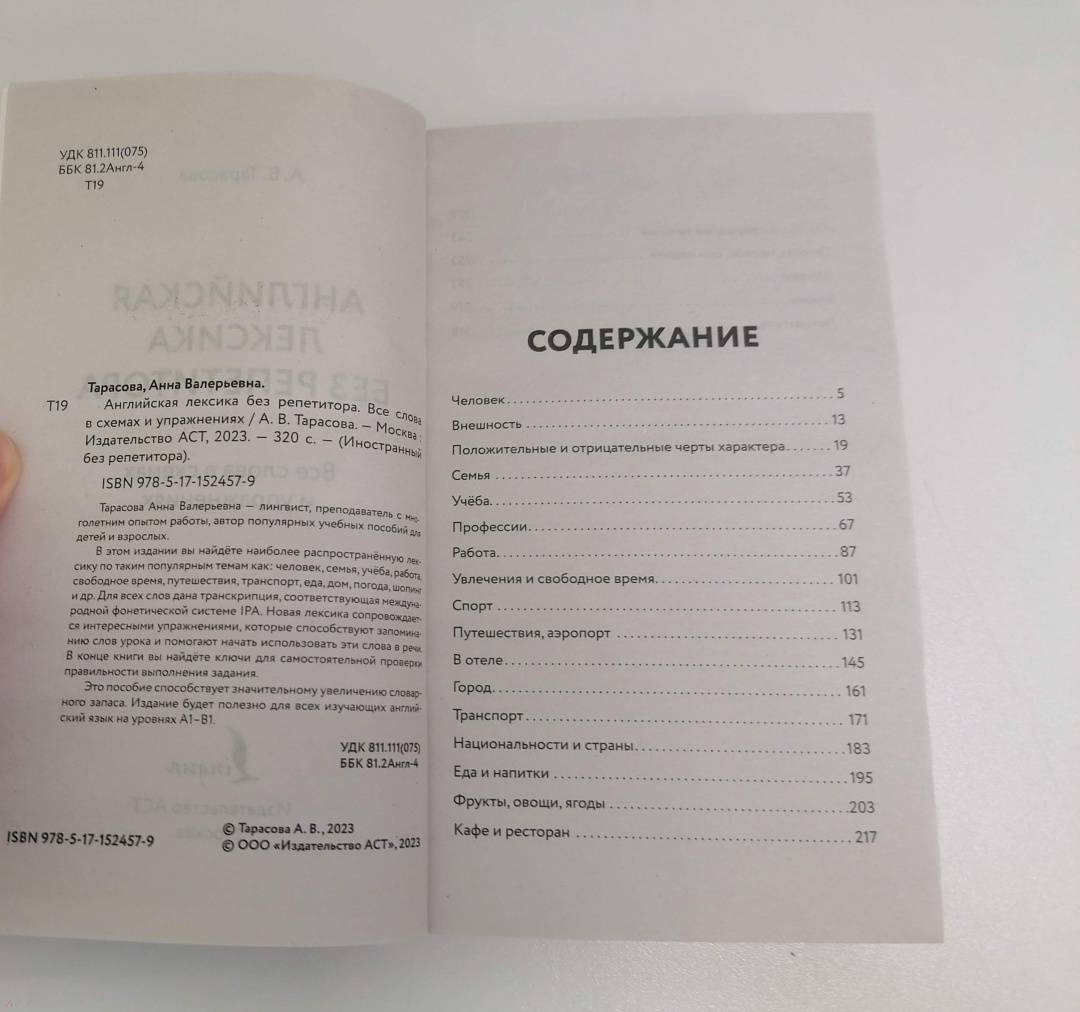 УДК 811.111(075)
ББК 81.2Англ-4
Т19
Тарасова, Анна Валерьевна.
Т19 Английская лексика без репетитора. Все слова
в схемах и упражнениях / А. В. Тарасова. — Москва :
Издательство АСТ, 2023. — 320 с. — (Иностранный
без репетитора).
ISBN 978-5-17-152457-9
Тарасова Анна Валерьевна — лингвист, преподаватель с мно-
голетним опытом работы, автор популярных учебных пособий для
детей и взрослых.
В этом издании вы найдёте наиболее распространённую лек-
сику по таким популярным темам как: человек, семья, учёба, работа,
свободное время, путешествия, транспорт, еда, дом, погода, шопинг
и др. Для всех слов дана транскрипция, соответствующая междуна-
родной фонетической системе IPA. Новая лексика сопровождает-
ся интересными упражнениями, которые способствуют запомина-
нию слов урока и помогают начать использовать эти слова в речи.
В конце книги вы найдёте ключи для самостоятельной проверки
правильности выполнения задания.
Это пособие способствует значительному увеличению словар-
ного запаса. Издание будет полезно для всех изучающих англий-
ский язык на уровнях А1–В1.
УДК 811.111(075)
ББК 81.2Англ-4
ISBN 978-5-17-152457-9
© Тарасова А. В., 2023
© ООО «Издательство АСТ», 2023
СОДЕРЖАНИЕ
Человек 5
Внешность 13
Положительные и отрицательные черты характера 19
Семья 37
Учёба 53
Профессии 67
Работа 87
Увлечения и свободное время 101
Спорт 113
Путешествия, аэропорт 131
В отеле 145
Город 161
Транспорт 171
Национальности и страны 183
Еда и напитки 195
Фрукты, овощи, ягоды 203
Кафе и ресторан 217